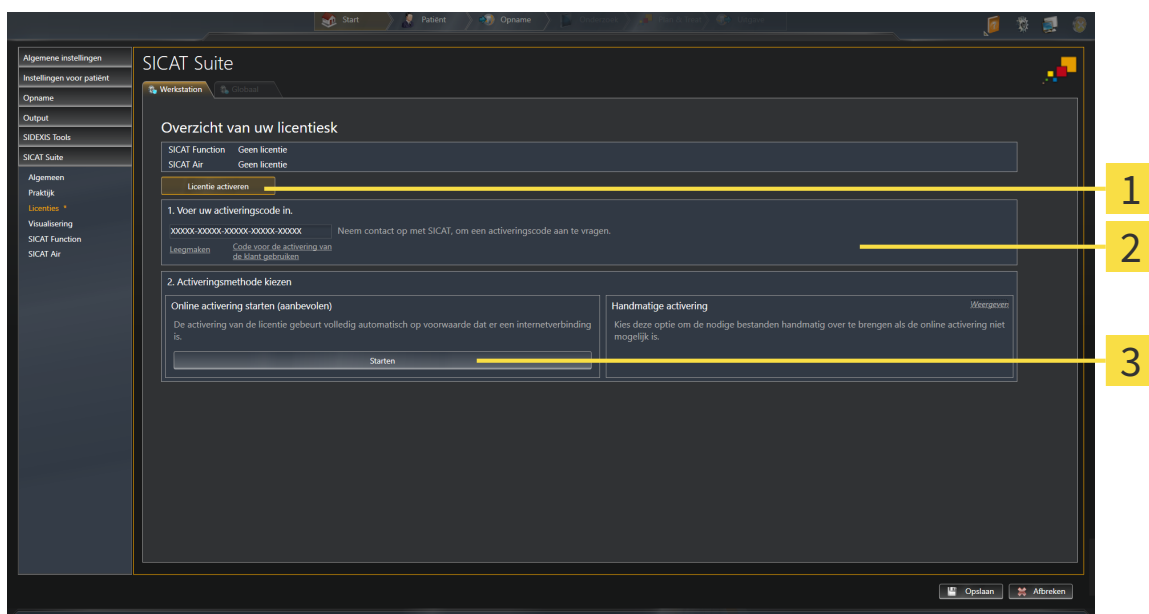 Start
Patiënt
Opname
Plan & Treat
Uitgave
Algemene instellingen
Instellingen voor patiënt
Opname
Output
SIDEXIS Tools
SICAT Suite
Algemeen
Praktijk
Licenties *
Visualisering
SICAT Function
SICAT Air
SICAT Suite
Werkstation
Globaal
Overzicht van uw licentiesk
SICAT Function Geen licentie
SICAT Air Geen licentie
Licentie activeren
1. Voer uw activeringscode in.
XXXXX-XXXXX-XXXXX-XXXXX-XXXXX Neem contact op met SICAT, om een activeringscode aan te vragen.
Leegmaken
Code voor de activering van
de klant gebruiken
2. Activeringsmethode kiezen
Online activering starten (aanbevolen)
De activering van de licentie gebeurt volledig automatisch op voorwaarde dat er een internetverbinding
is.
Starten
Handmatige activering
Weergeven
Kies deze optie om de nodige bestanden handmatig over te brengen als de online activering niet
mogelijk is.
1
2
3
Opslaan
Afbreken